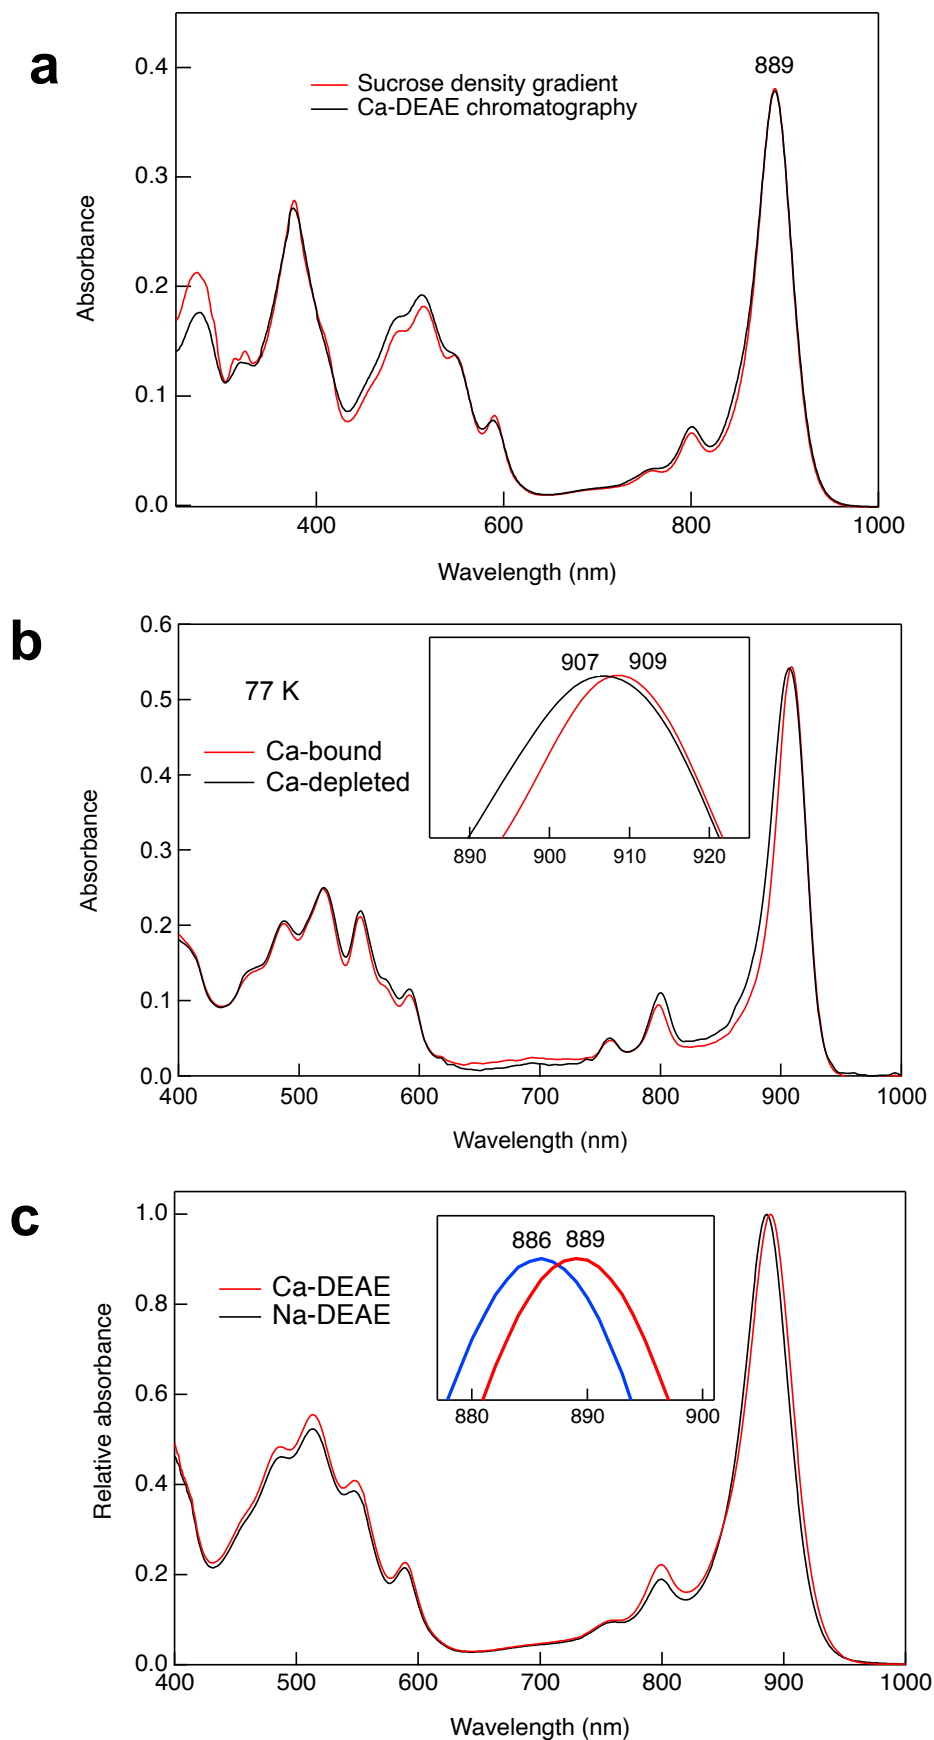 a
0.4
889
Sucrose density gradient
Ca-DEAE chromatography
0.3
Absorbance
0.2
0.1
0.0
400 600 800 1000
Wavelength (nm)
b
0.6
907 909
77 K
0.5
Ca-bound
Ca-depleted
0.4
890 900 910 920
0.3
Absorbance
0.2
0.1
0.0
400 500 600 700 800 900 1000
Wavelength (nm)
c
1.0
886 889
Ca-DEAE
Na-DEAE
0.8
880 890 900
0.6
Relative absorbance
0.4
0.2
0.0
400 500 600 700 800 900 1000
Wavelength (nm)